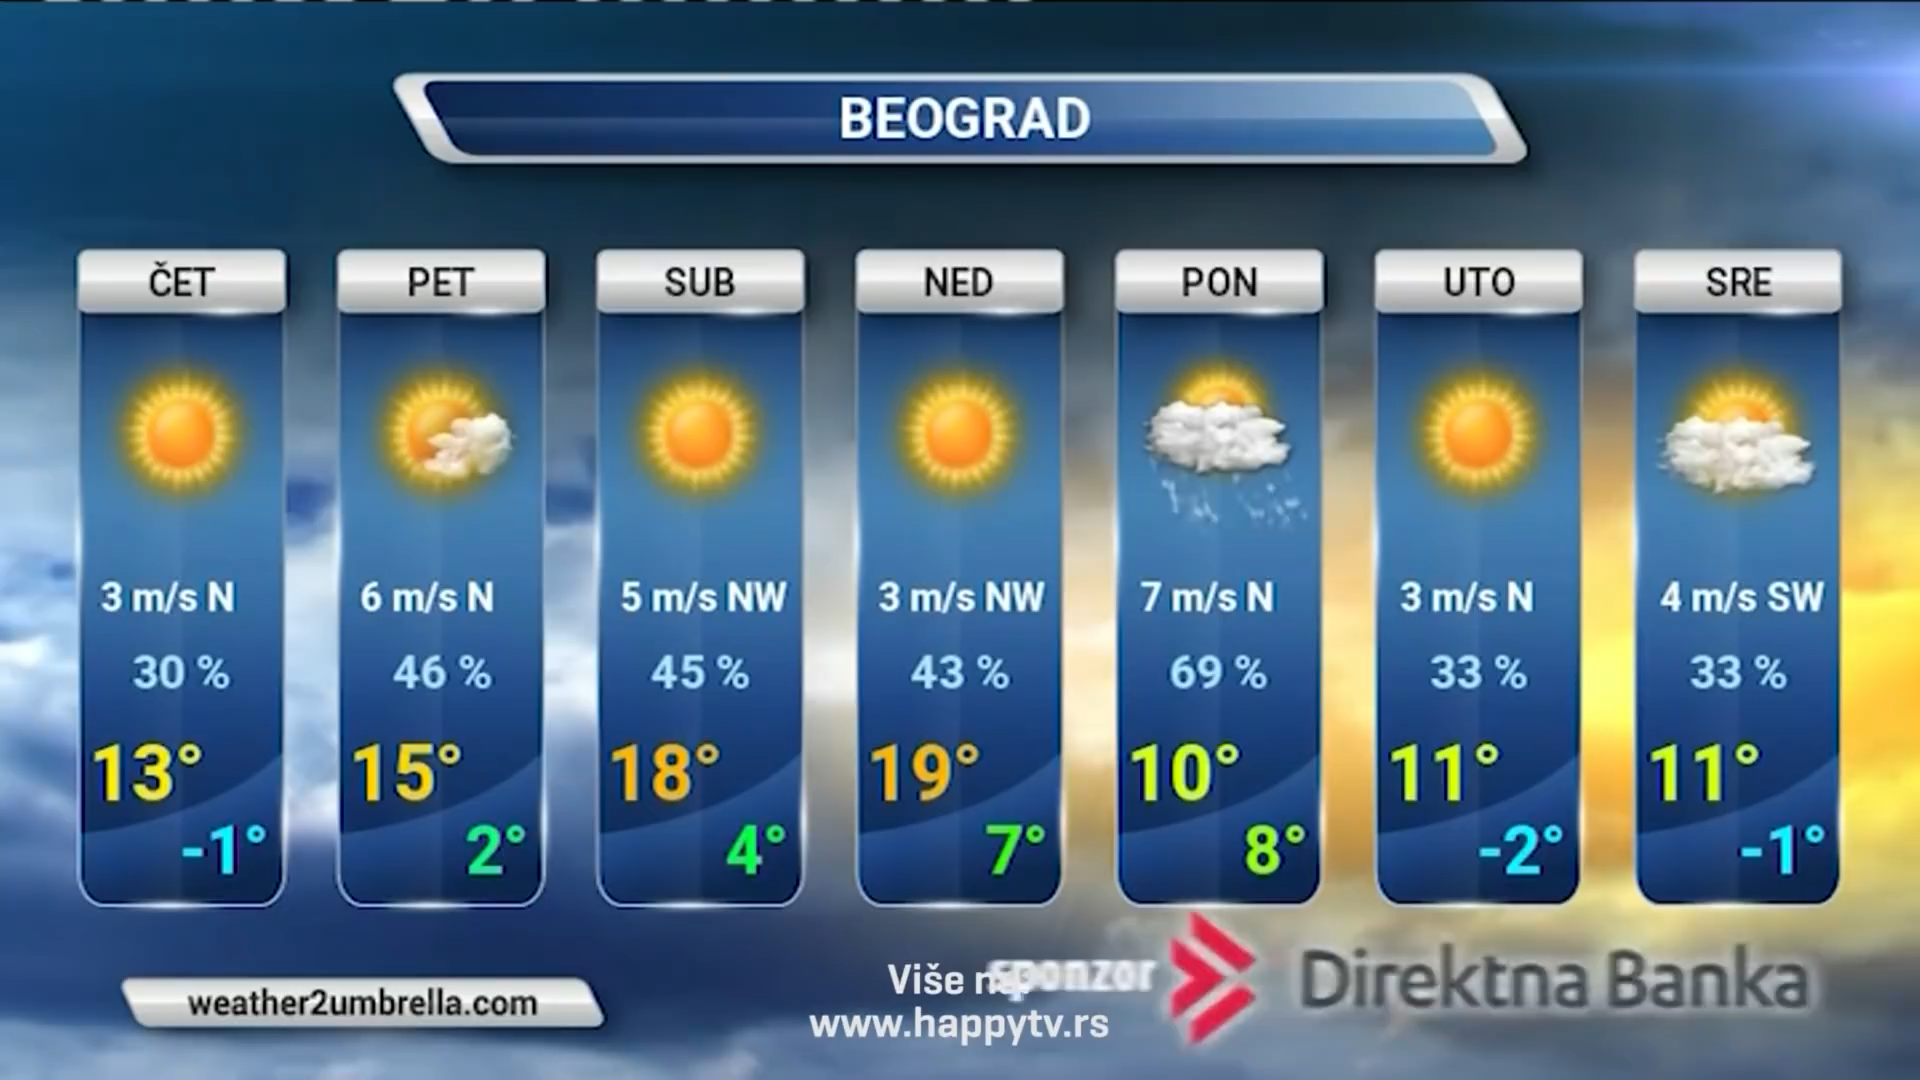 BEOGRAD
ČET PET SUB NED PON UTO SRE
3 m/s N 6 m/s N 5 m/s NW 3 m/s NW 7 m/s N 3 m/s N 4 m/s SW
30 % 46 % 45 % 43 % 69 % 33 % 33 %
13° 15° 18° 19° 10° 11° 11°
-1° 2° 4° 7° 8° -2° -1°
weather2umbrella.com
Više na
www.happytv.rs
sponzor
Direktna Banka